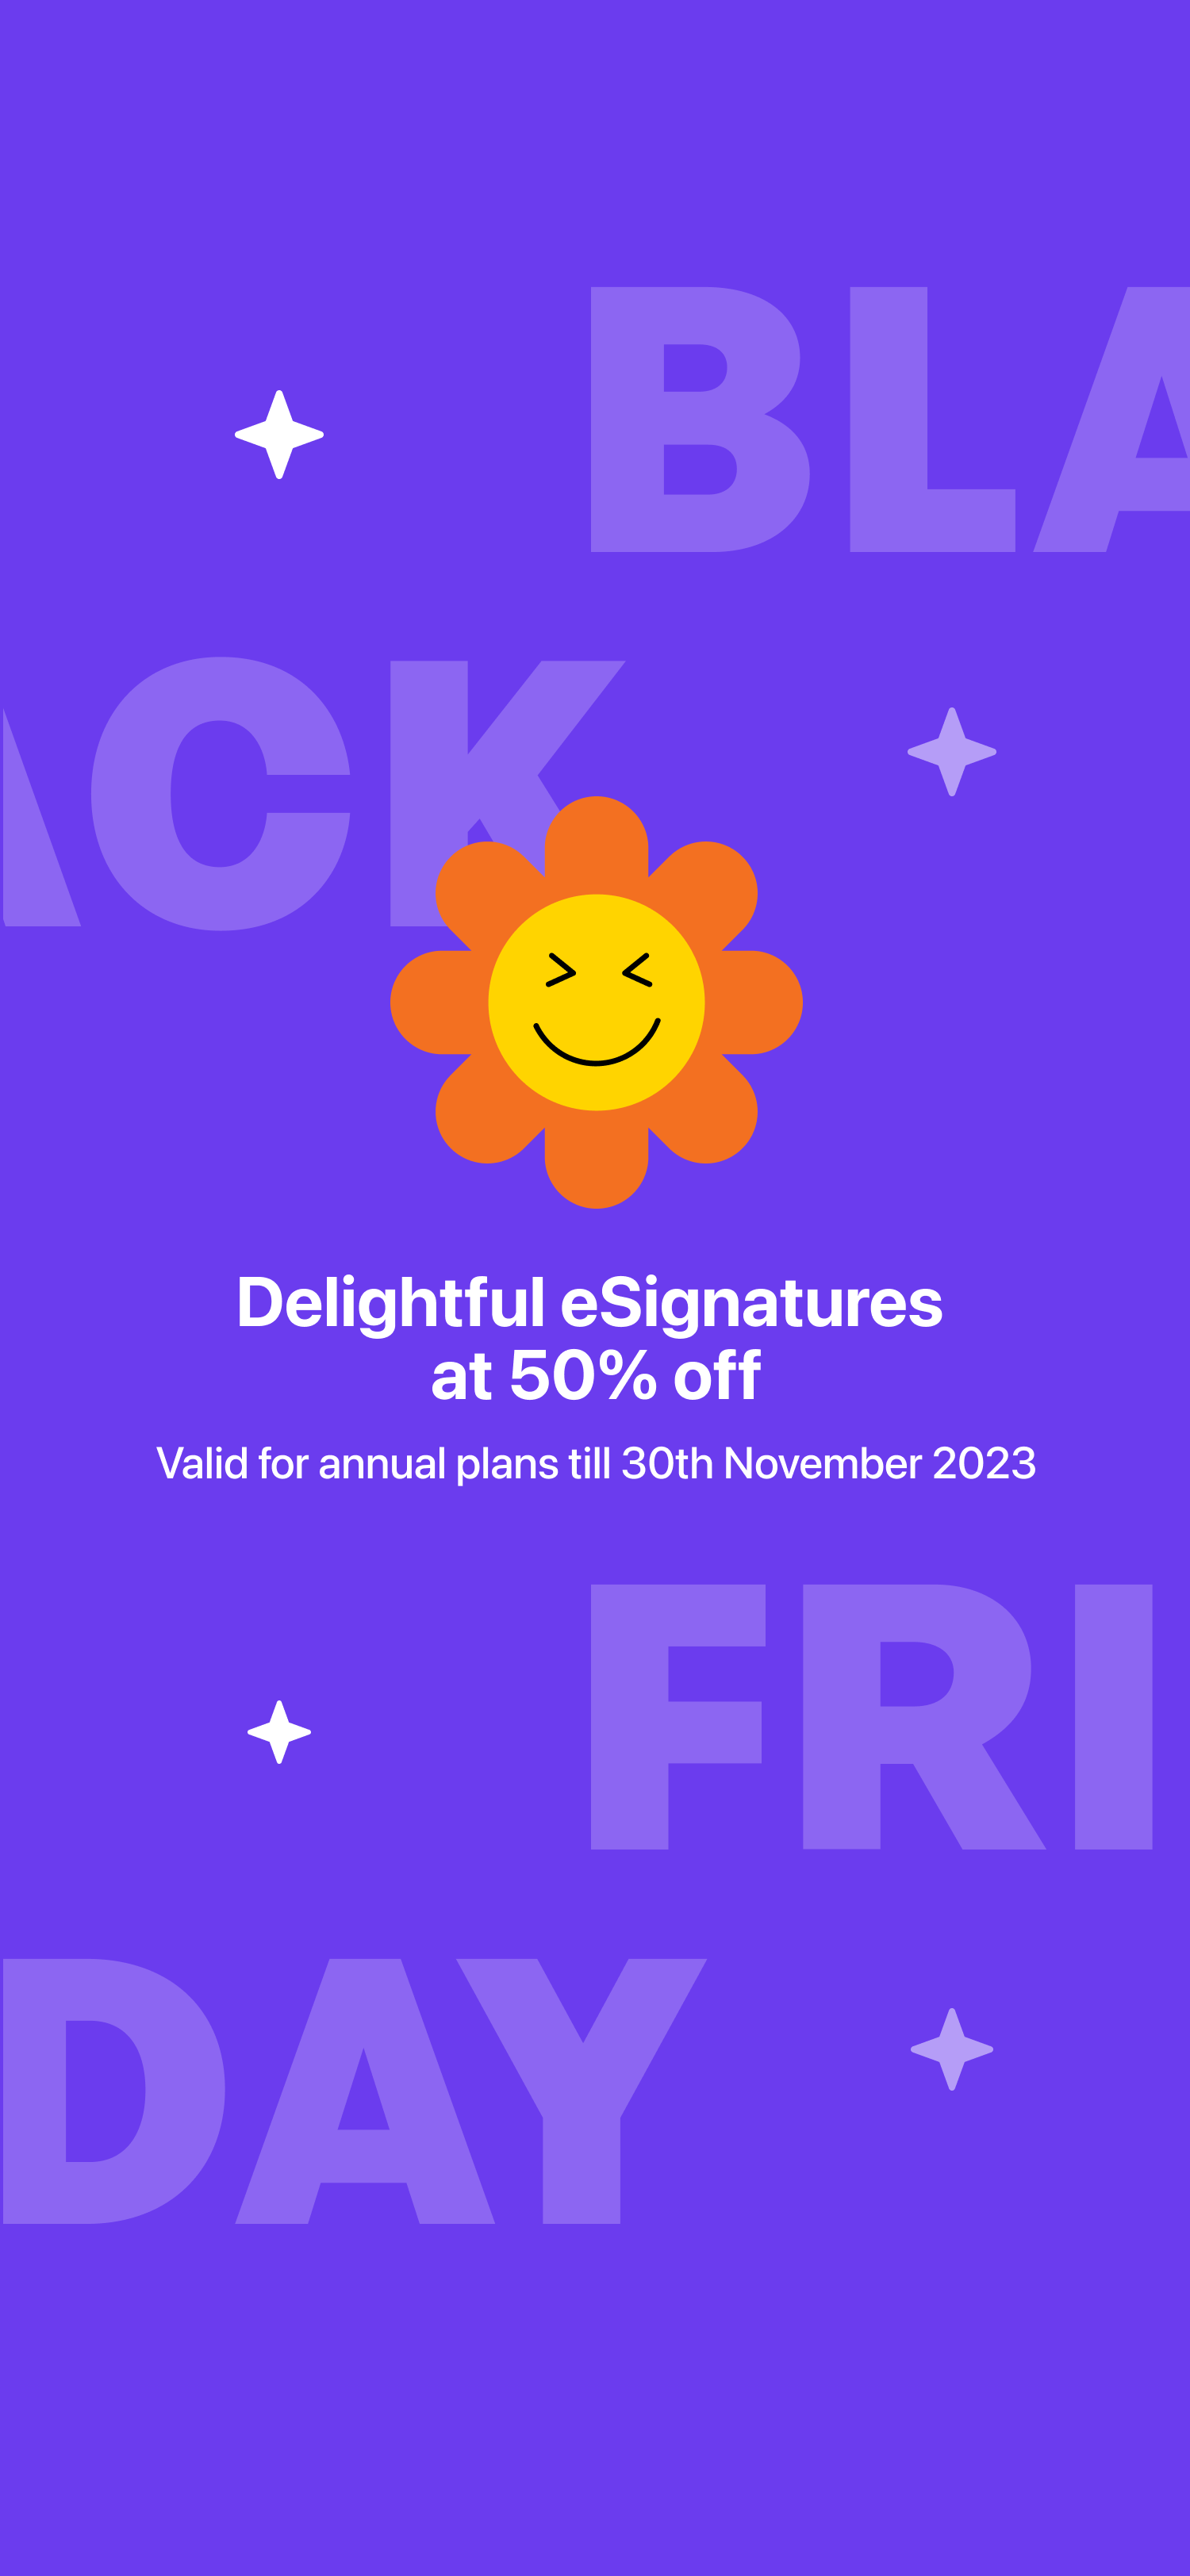 BLA
ACK
Delightful eSignatures
at 50% off
Valid for annual plans till 30th November 2023
FRI
DAY